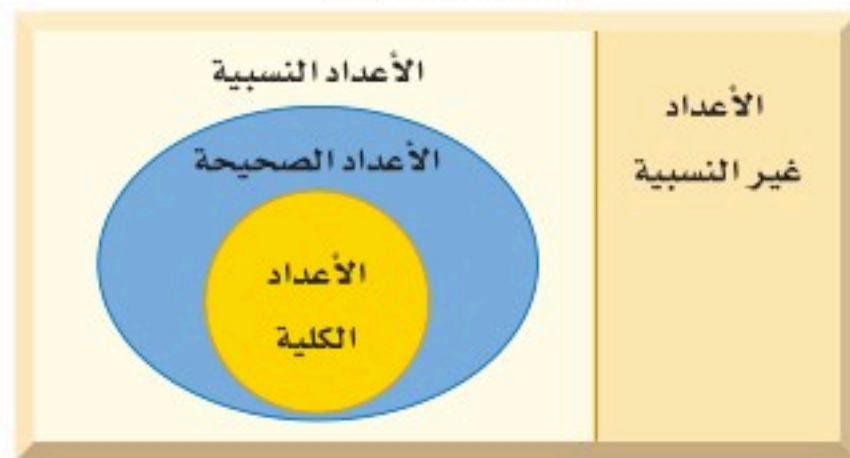 الأعداد النسبية
الأعداد الصحيحة
الأعداد
الكلية
الأعداد
غير النسبية